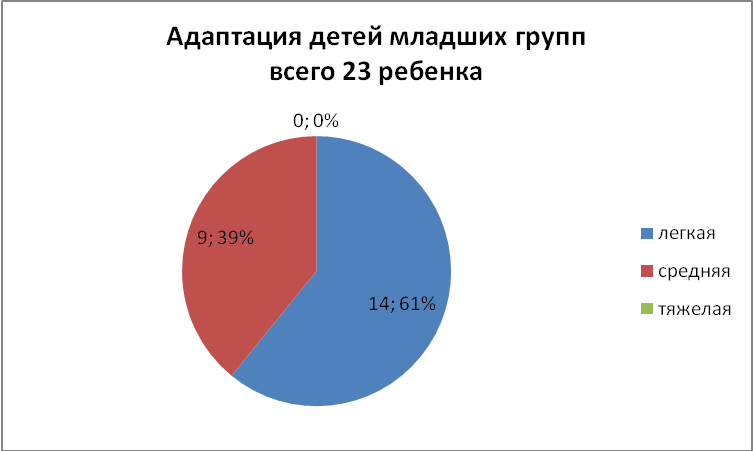 Адаптация детей младших групп
всего 23 ребенка
0; 0%
9; 39%
14; 61%
легкая
средняя
тяжелая